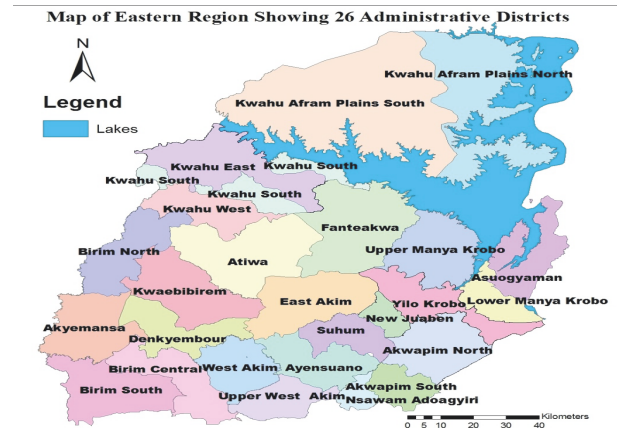 Map of Eastern Region Showing 26 Administrative Districts
N
Legend
Lakes
Kwahu Afram Plains North
Kwahu Afram Plains South
Kwahu East
Kwahu South
Kwahu South
Kwahu South
Kwahu West
Fanteakwa
Birim North
Upper Manya Krobo
Atiwa
Asuogyaman
Kwaebibirem
East Akim
Yilo Krobo
Lower Manya Krobo
New Juaben
Akyemansa
Suhum
Denkyembour
Akwapim North
Birim Central
West Akim
Ayensuano
Birim South
Akwapim South
Upper West Akim
Nsawam Adoagyiri
Kilometers
0 5 10 20 30 40